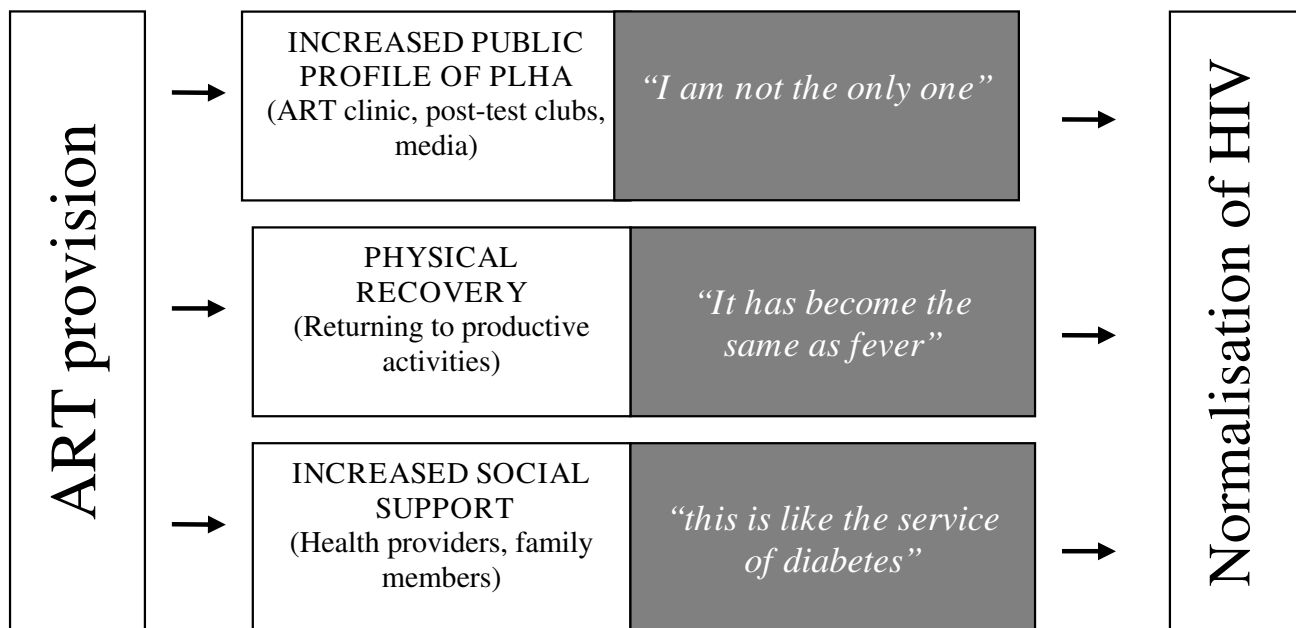 ART provision
INCREASED PUBLIC
PROFILE OF PLHA
(ART clinic, post-test clubs,
media)
“I am not the only one”
PHYSICAL
RECOVERY
(Returning to productive
activities)
“It has become the
same as fever”
INCREASED SOCIAL
SUPPORT
(Health providers, family
members)
“this is like the service
of diabetes”
Normalisation of HIV